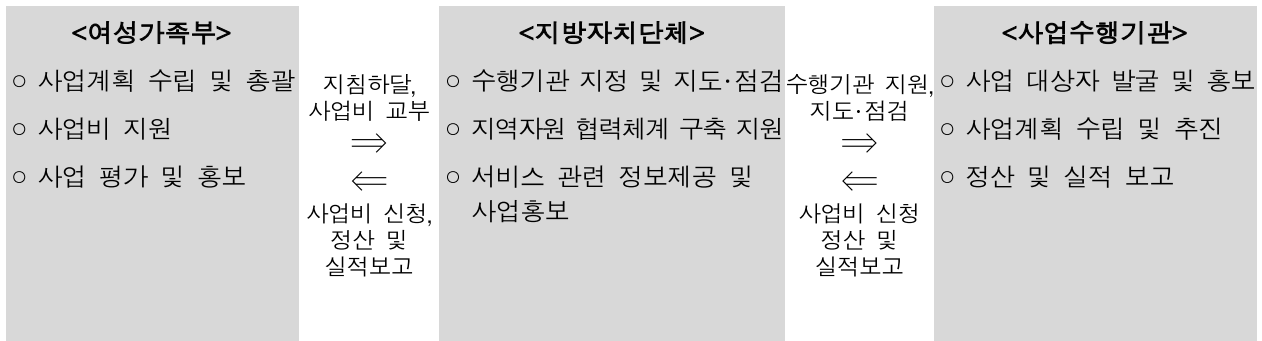 <여성가족부>
○ 사업계획 수립 및 총괄
○ 사업비 지원
○ 사업 평가 및 홍보
지침하달,
사업비 교부
⇒
⇐
사업비 신청,
정산 및
실적보고
<지방자치단체>
○ 수행기관 지정 및 지도·점검
○ 지역자원 협력체계 구축 지원
○ 서비스 관련 정보제공 및
사업홍보
수행기관 지원,
지도·점검
⇒
⇐
사업비 신청
정산 및
실적보고
<사업수행기관>
○ 사업 대상자 발굴 및 홍보
○ 사업계획 수립 및 추진
○ 정산 및 실적 보고